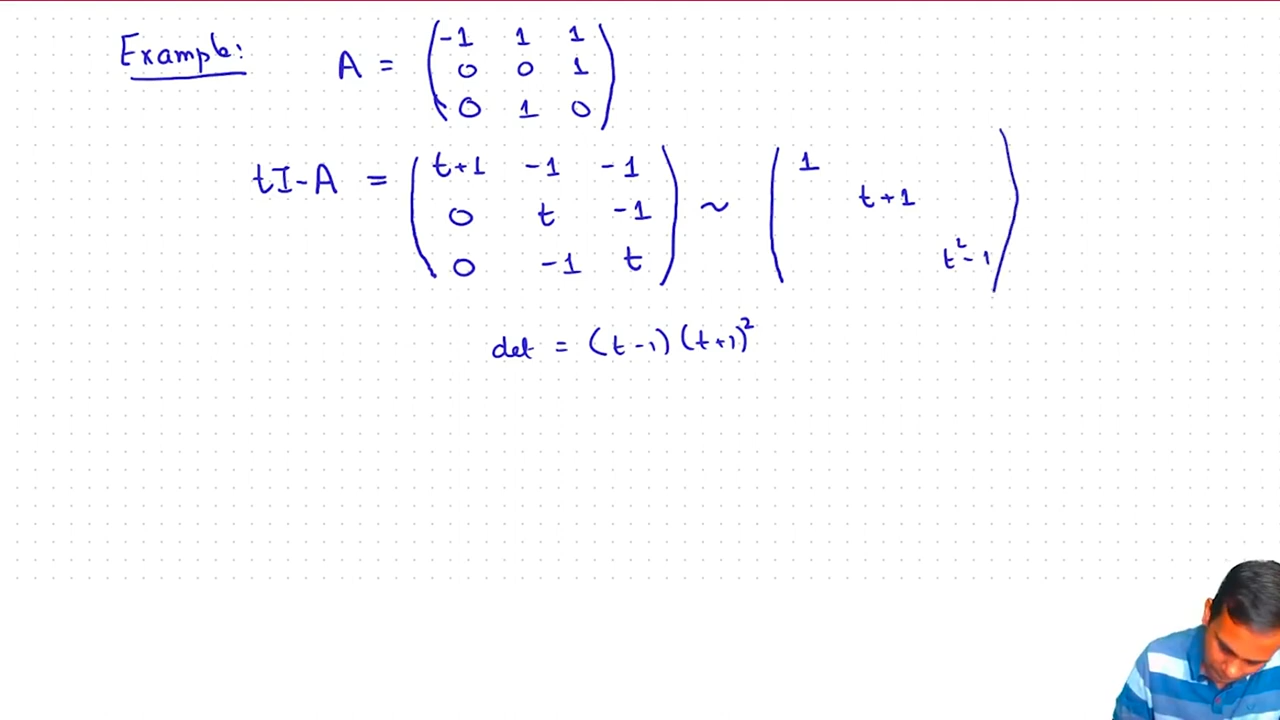 Example: A = (-1 1 1
0 0 1
0 1 0)
tI-A = (t+1 -1 -1
0 t -1
0 -1 t) ~ (1
t+1
t²-1)
det = (t-1)(t+1)²